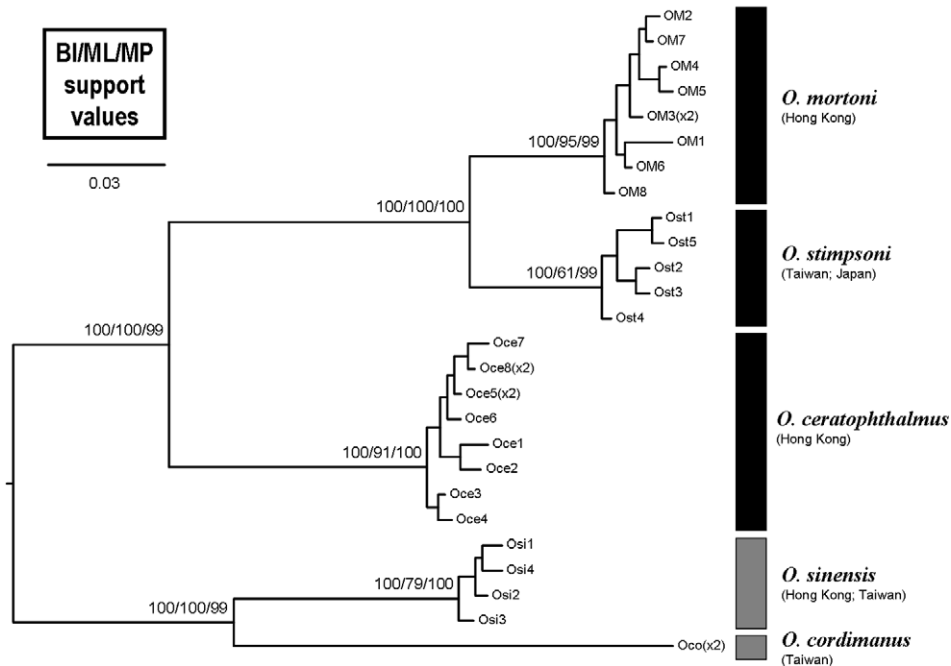 BI/ML/MP
support
values
0.03
OM2
OM7
OM4
OM5
OM3(x2)
OM1
OM6
OM8
100/95/99
O. mortoni
(Hong Kong)
100/100/100
Ost1
Ost5
Ost2
Ost3
Ost4
100/61/99
O. stimpsoni
(Taiwan; Japan)
100/100/99
Oce7
Oce8(x2)
Oce5(x2)
Oce6
Oce1
Oce2
Oce3
Oce4
100/91/100
O. ceratophthalmus
(Hong Kong)
Osi1
Osi4
Osi2
Osi3
100/79/100
O. sinensis
(Hong Kong; Taiwan)
100/100/99
Oco(x2)
O. cordimanus
(Taiwan)